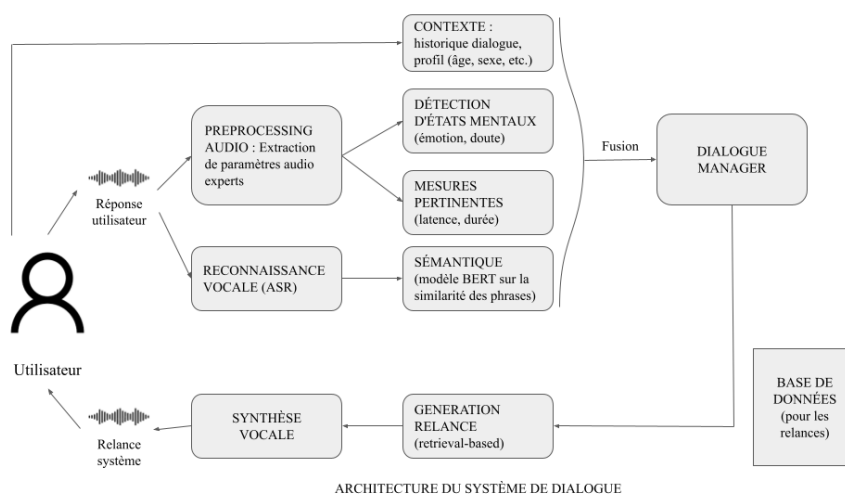 CONTEXTE :
historique dialogue,
profil (âge, sexe, etc.)
PREPROCESSING
AUDIO : Extraction
de paramètres audio
experts
DÉTECTION
D'ÉTATS MENTAUX
(émotion, doute)
Fusion
DIALOGUE
MANAGER
Réponse
utilisateur
MESURES
PERTINENTES
(latence, durée)
RECONNAISSANCE
VOCALE (ASR)
SÉMANTIQUE
(modèle BERT sur la
similarité des phrases)
Utilisateur
Relance
système
SYNTHÈSE
VOCALE
GENERATION
RELANCE
(retrieval-based)
BASE DE
DONNÉES
(pour les
relances)
ARCHITECTURE DU SYSTÈME DE DIALOGUE